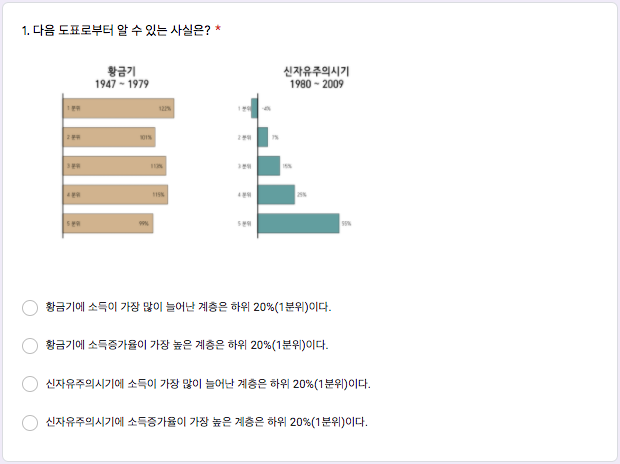 1. 다음 도표로부터 알 수 있는 사실은? *
황금기
1947 ~ 1979
신자유주의시기
1980 ~ 2009
1 분위 122%
2 분위 101%
3 분위 113%
4 분위 115%
5 분위 99%
1 분위 -4%
2 분위 7%
3 분위 15%
4 분위 25%
5 분위
황금기에 소득이 가장 많이 늘어난 계층은 하위 20%(1분위)이다.
황금기에 소득증가율이 가장 높은 계층은 하위 20%(1분위)이다.
신자유주의시기에 소득이 가장 많이 늘어난 계층은 하위 20%(1분위)이다.
신자유주의시기에 소득증가율이 가장 높은 계층은 하위 20%(1분위)이다.